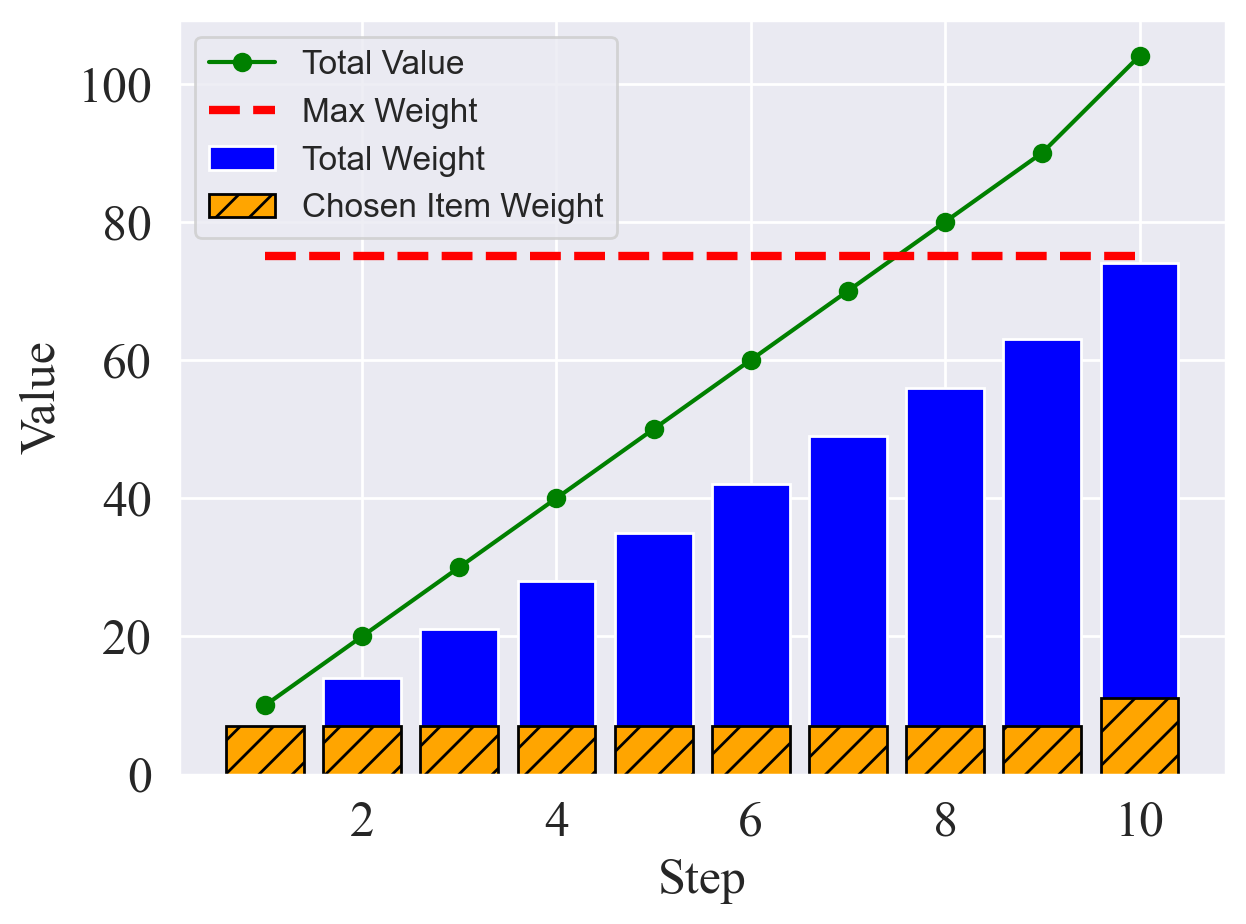 Total Value
Max Weight
Total Weight
Chosen Item Weight
100
80
60
40
20
0
Value
2 4 6 8 10
Step